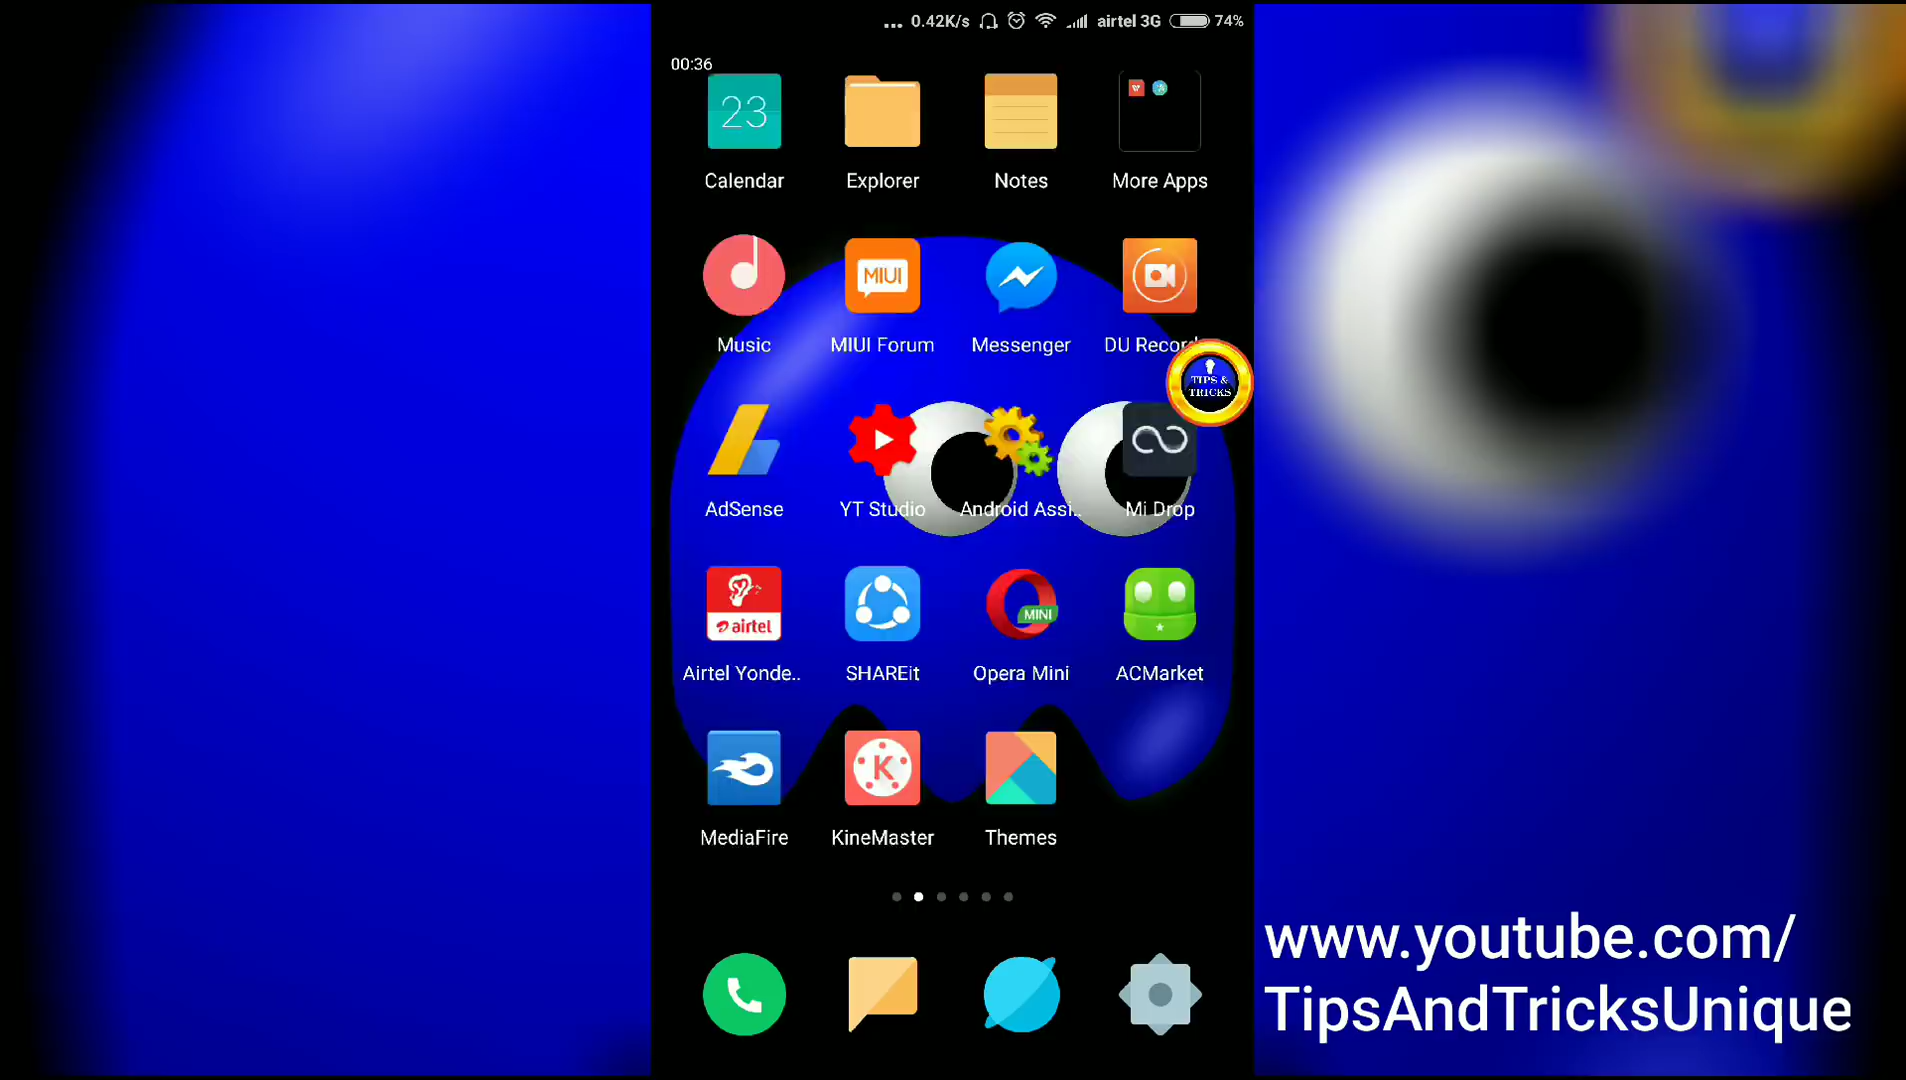 ... 0.42K/s airtel 3G 74%
00:36
23
Calendar Explorer Notes More Apps
MIUI
Music MIUI Forum Messenger DU Record
TIPS &
TRICKS
AdSense YT Studio Android Assi.. Mi Drop
airtel MINI
Airtel Yonde.. SHAREit Opera Mini ACMarket
K
MediaFire KineMaster Themes
www.youtube.com/
TipsAndTricksUnique